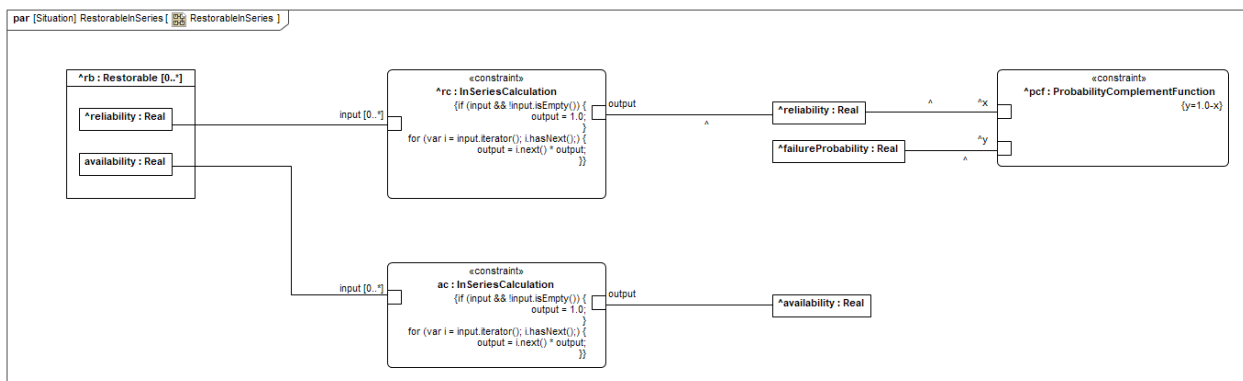 par [Situation] RestorableInSeries [ RestorableInSeries ]
^rb : Restorable [0..*]
^reliability : Real
availability : Real
input [0..*]
«constraint»
^rc : InSeriesCalculation
{if (input && !input.isEmpty()) {
output = 1.0;
}
for (var i = input.iterator(); i.hasNext();) {
output = i.next() * output;
}}
output
^
^reliability : Real
^failureProbability : Real
^
^x
^y
^
«constraint»
^pcf : ProbabilityComplementFunction
{y=1.0-x}
input [0..*]
«constraint»
ac : InSeriesCalculation
{if (input && !input.isEmpty()) {
output = 1.0;
}
for (var i = input.iterator(); i.hasNext();) {
output = i.next() * output;
}}
output
^availability : Real